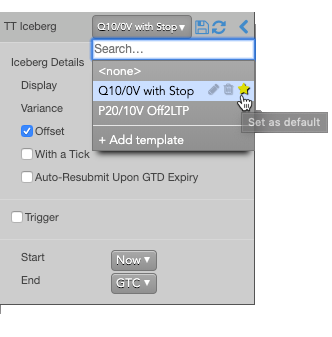 TT Iceberg Q10/0V with Stop ▾
Search...
Iceberg Details
<none>
Display
Q10/0V with Stop
Variance
P20/10V Off2LTP
Set as default
Offset
With a Tick
+ Add template
Auto-Resubmit Upon GTD Expiry
Trigger
Start Now ▾
End GTC ▾